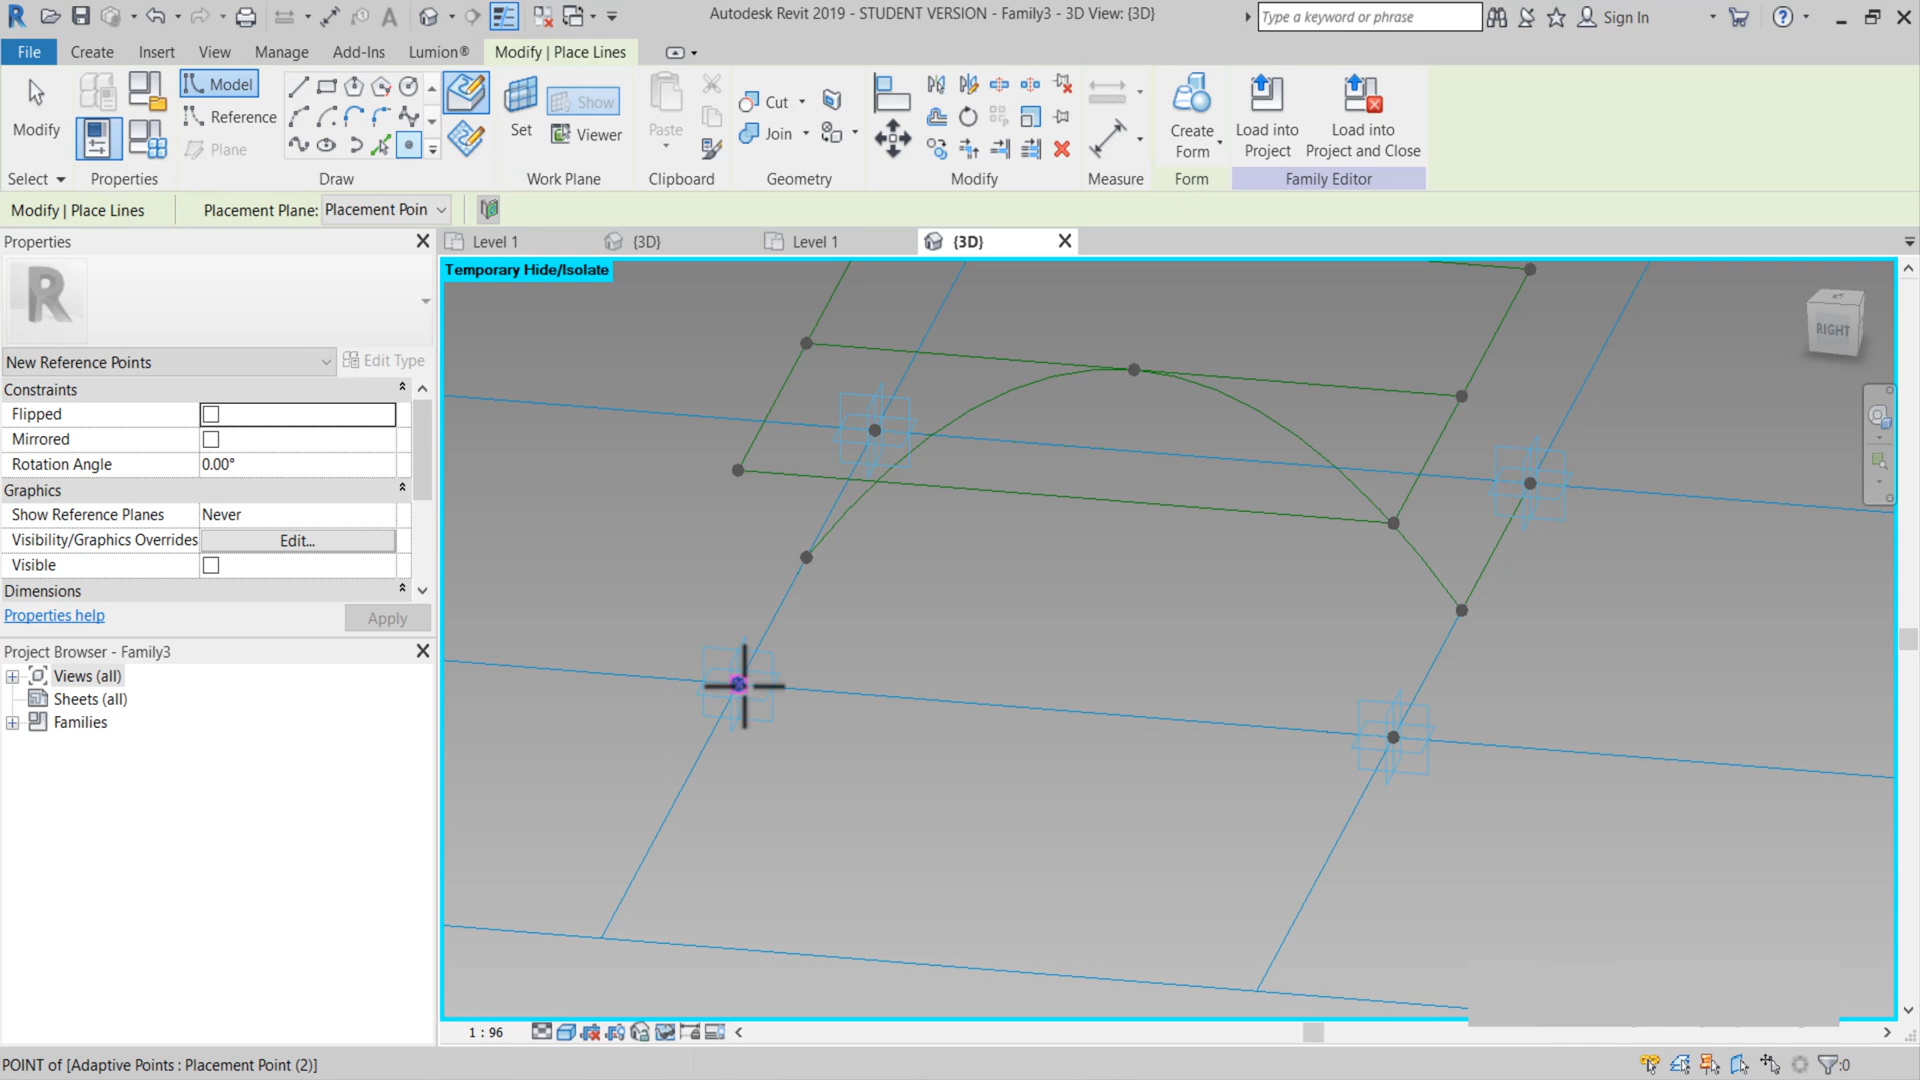 Autodesk Revit 2019 - STUDENT VERSION - Family3 - 3D View: {3D}
Type a keyword or phrase
Sign In
File
Create
Insert
View
Manage
Add-Ins
Lumion®
Modify | Place Lines
Modify
Model
Reference
Plane
Set
Show
Viewer
Paste
Cut
Join
Create
Form
Load into
Project
Load into
Project and Close
Select
Properties
Draw
Work Plane
Clipboard
Geometry
Modify
Measure
Form
Family Editor
Modify | Place Lines
Placement Plane:
Placement Poin
Properties
Level 1
{3D}
Level 1
{3D}
Temporary Hide/Isolate
RIGHT
R
New Reference Points
Edit Type
Constraints
Flipped
Mirrored
Rotation Angle
0.00°
Graphics
Show Reference Planes
Never
Visibility/Graphics Overrides
Edit...
Visible
Dimensions
Properties help
Apply
Project Browser - Family3
Views (all)
Sheets (all)
Families
1 : 96
POINT of [Adaptive Points : Placement Point (2)]
:0